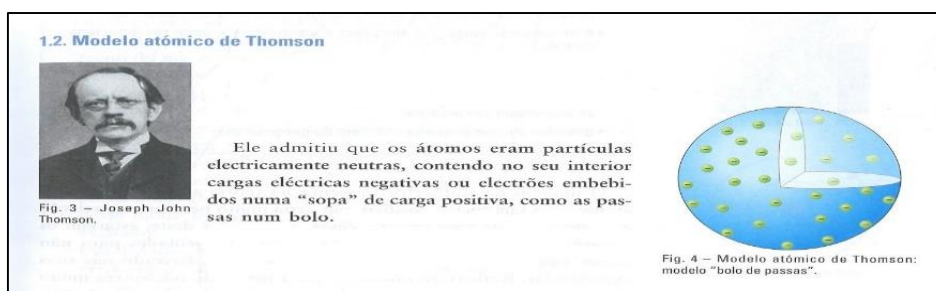 1.2. Modelo atómico de Thomson
Ele admitiu que os átomos eram partículas
electricamente neutras, contendo no seu interior
cargas eléctricas negativas ou electrões embebi-
dos numa “sopa” de carga positiva, como as pas-
sas num bolo.
Fig. 3 – Joseph John
Thomson.
Fig. 4 – Modelo atómico de Thomson:
modelo “bolo de passas”.